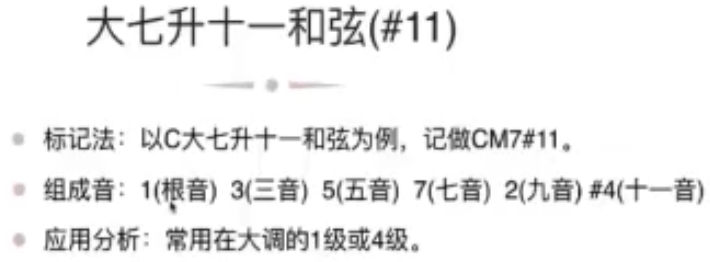 大七升十一和弦(#11)
标记法：以C大七升十一和弦为例，记做CM7#11。
组成音：1(根音) 3(三音) 5(五音) 7(七音) 2(九音) #4(十一音)
应用分析：常用在大调的1级或4级。